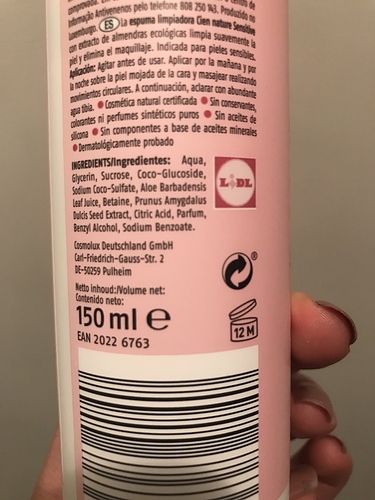 Información Antivenenos pelo telefone 808 250 143. Produzido no
Luxemburgo. ES La espuma limpiadora Cien nature Sensitive
con extracto de almendras ecológicas limpia suavemente la
piel y elimina el maquillaje. Indicada para pieles sensibles.
Aplicación: Agitar antes de usar. Aplicar por la mañana y por
la noche sobre la piel mojada de la cara y masajear realizando
movimientos circulares. A continuación, aclarar con abundante
agua tibia. • Cosmética natural certificada • Sin conservantes,
colorantes ni perfumes sintéticos puros • Sin aceites de
silicona • Sin componentes a base de aceites minerales
• Dermatológicamente probado
INGREDIENTS/Ingredientes: Aqua,
Glycerin, Sucrose, Coco-Glucoside,
Sodium Coco-Sulfate, Aloe Barbadensis
Leaf Juice, Betaine, Prunus Amygdalus
Dulcis Seed Extract, Citric Acid, Parfum,
Benzyl Alcohol, Sodium Benzoate.
LIDL
Cosmolux Deutschland GmbH
Carl-Friedrich-Gauss-Str. 2
DE-50259 Pulheim
Netto inhoud:/Volume net:
Contenido neto:
150 ml e
EAN 2022 6763
®
12 M